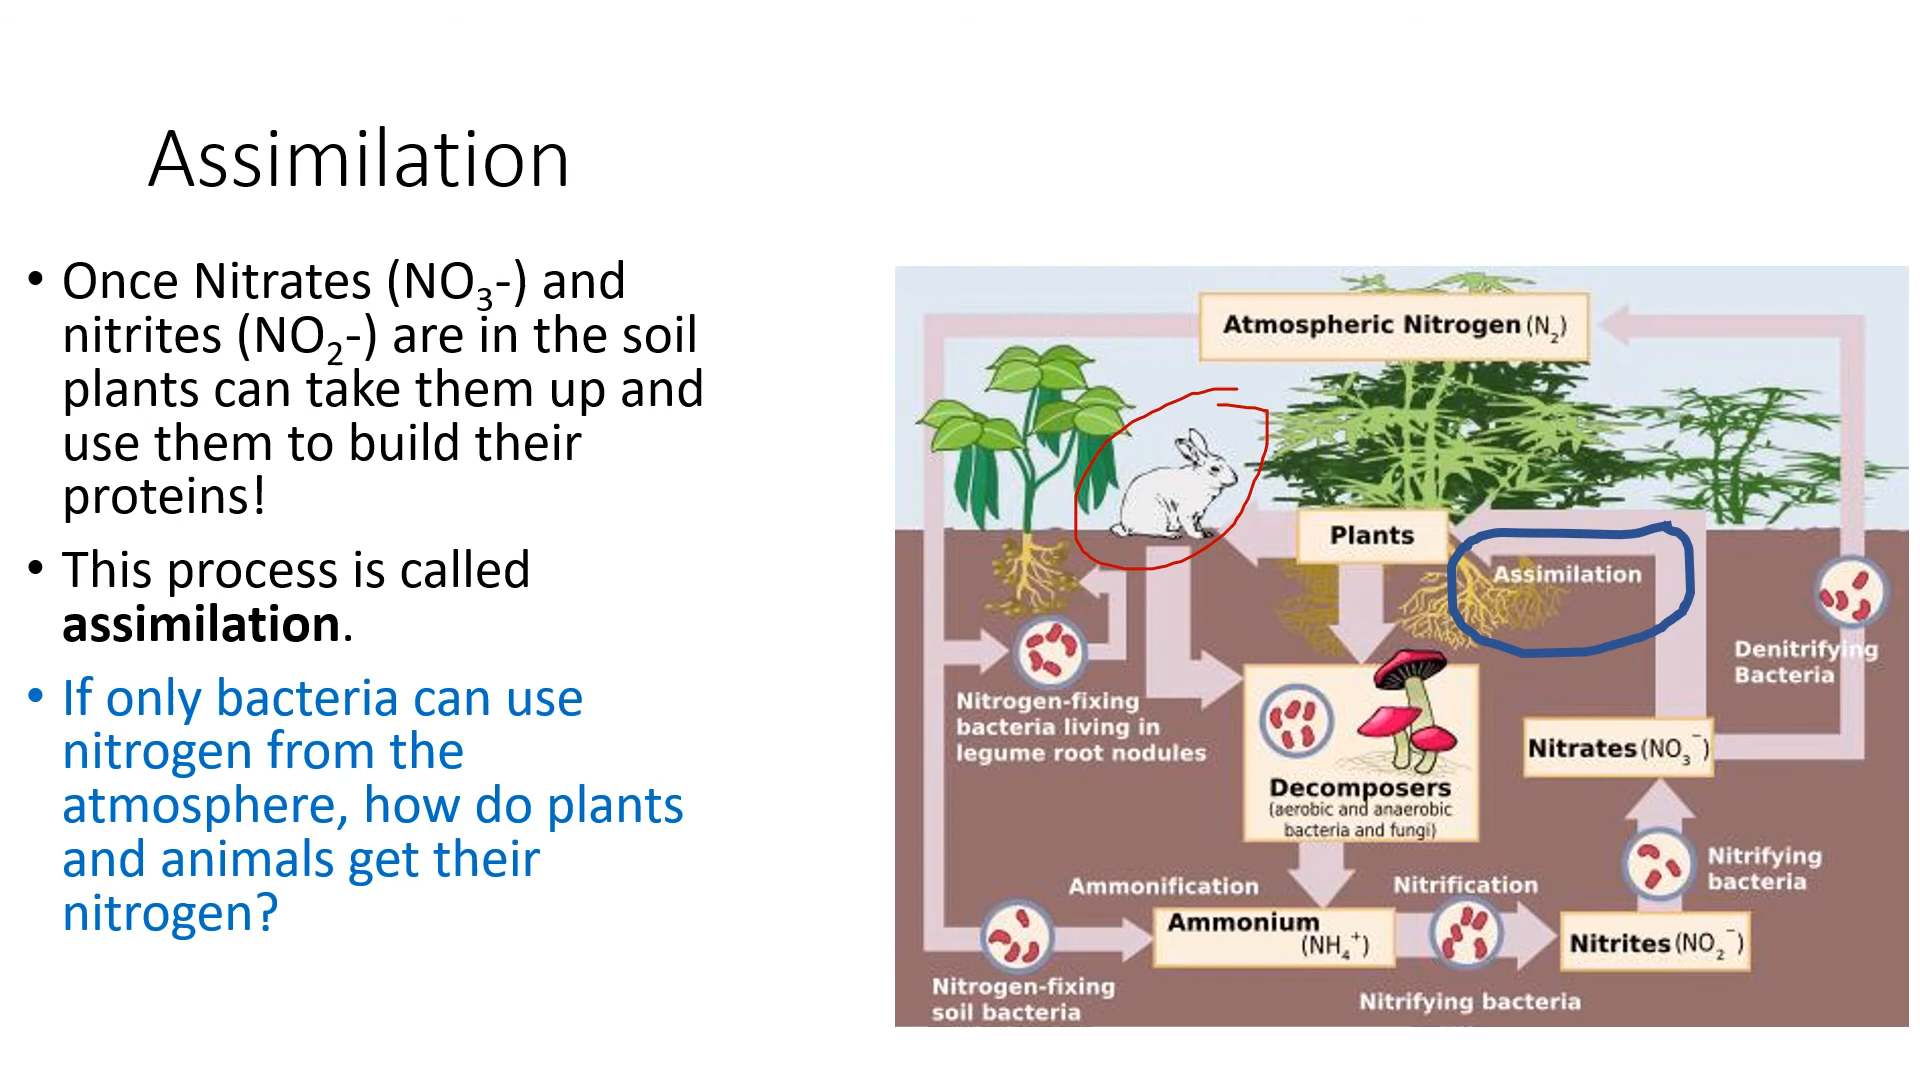 Assimilation
• Once Nitrates (NO3-) and
nitrites (NO2-) are in the soil
plants can take them up and
use them to build their
proteins!
• This process is called
assimilation.
• If only bacteria can use
nitrogen from the
atmosphere, how do plants
and animals get their
nitrogen?
Atmospheric Nitrogen (N2)
Plants
Assimilation
Denitrifying
Bacteria
Nitrogen-fixing
bacteria living in
legume root nodules
Nitrates (NO3⁻)
Decomposers
(aerobic and anaerobic
bacteria and fungi)
Nitrifying
bacteria
Ammonification
Nitrification
Ammonium
(NH4⁺)
Nitrites (NO2⁻)
Nitrogen-fixing
soil bacteria
Nitrifying bacteria